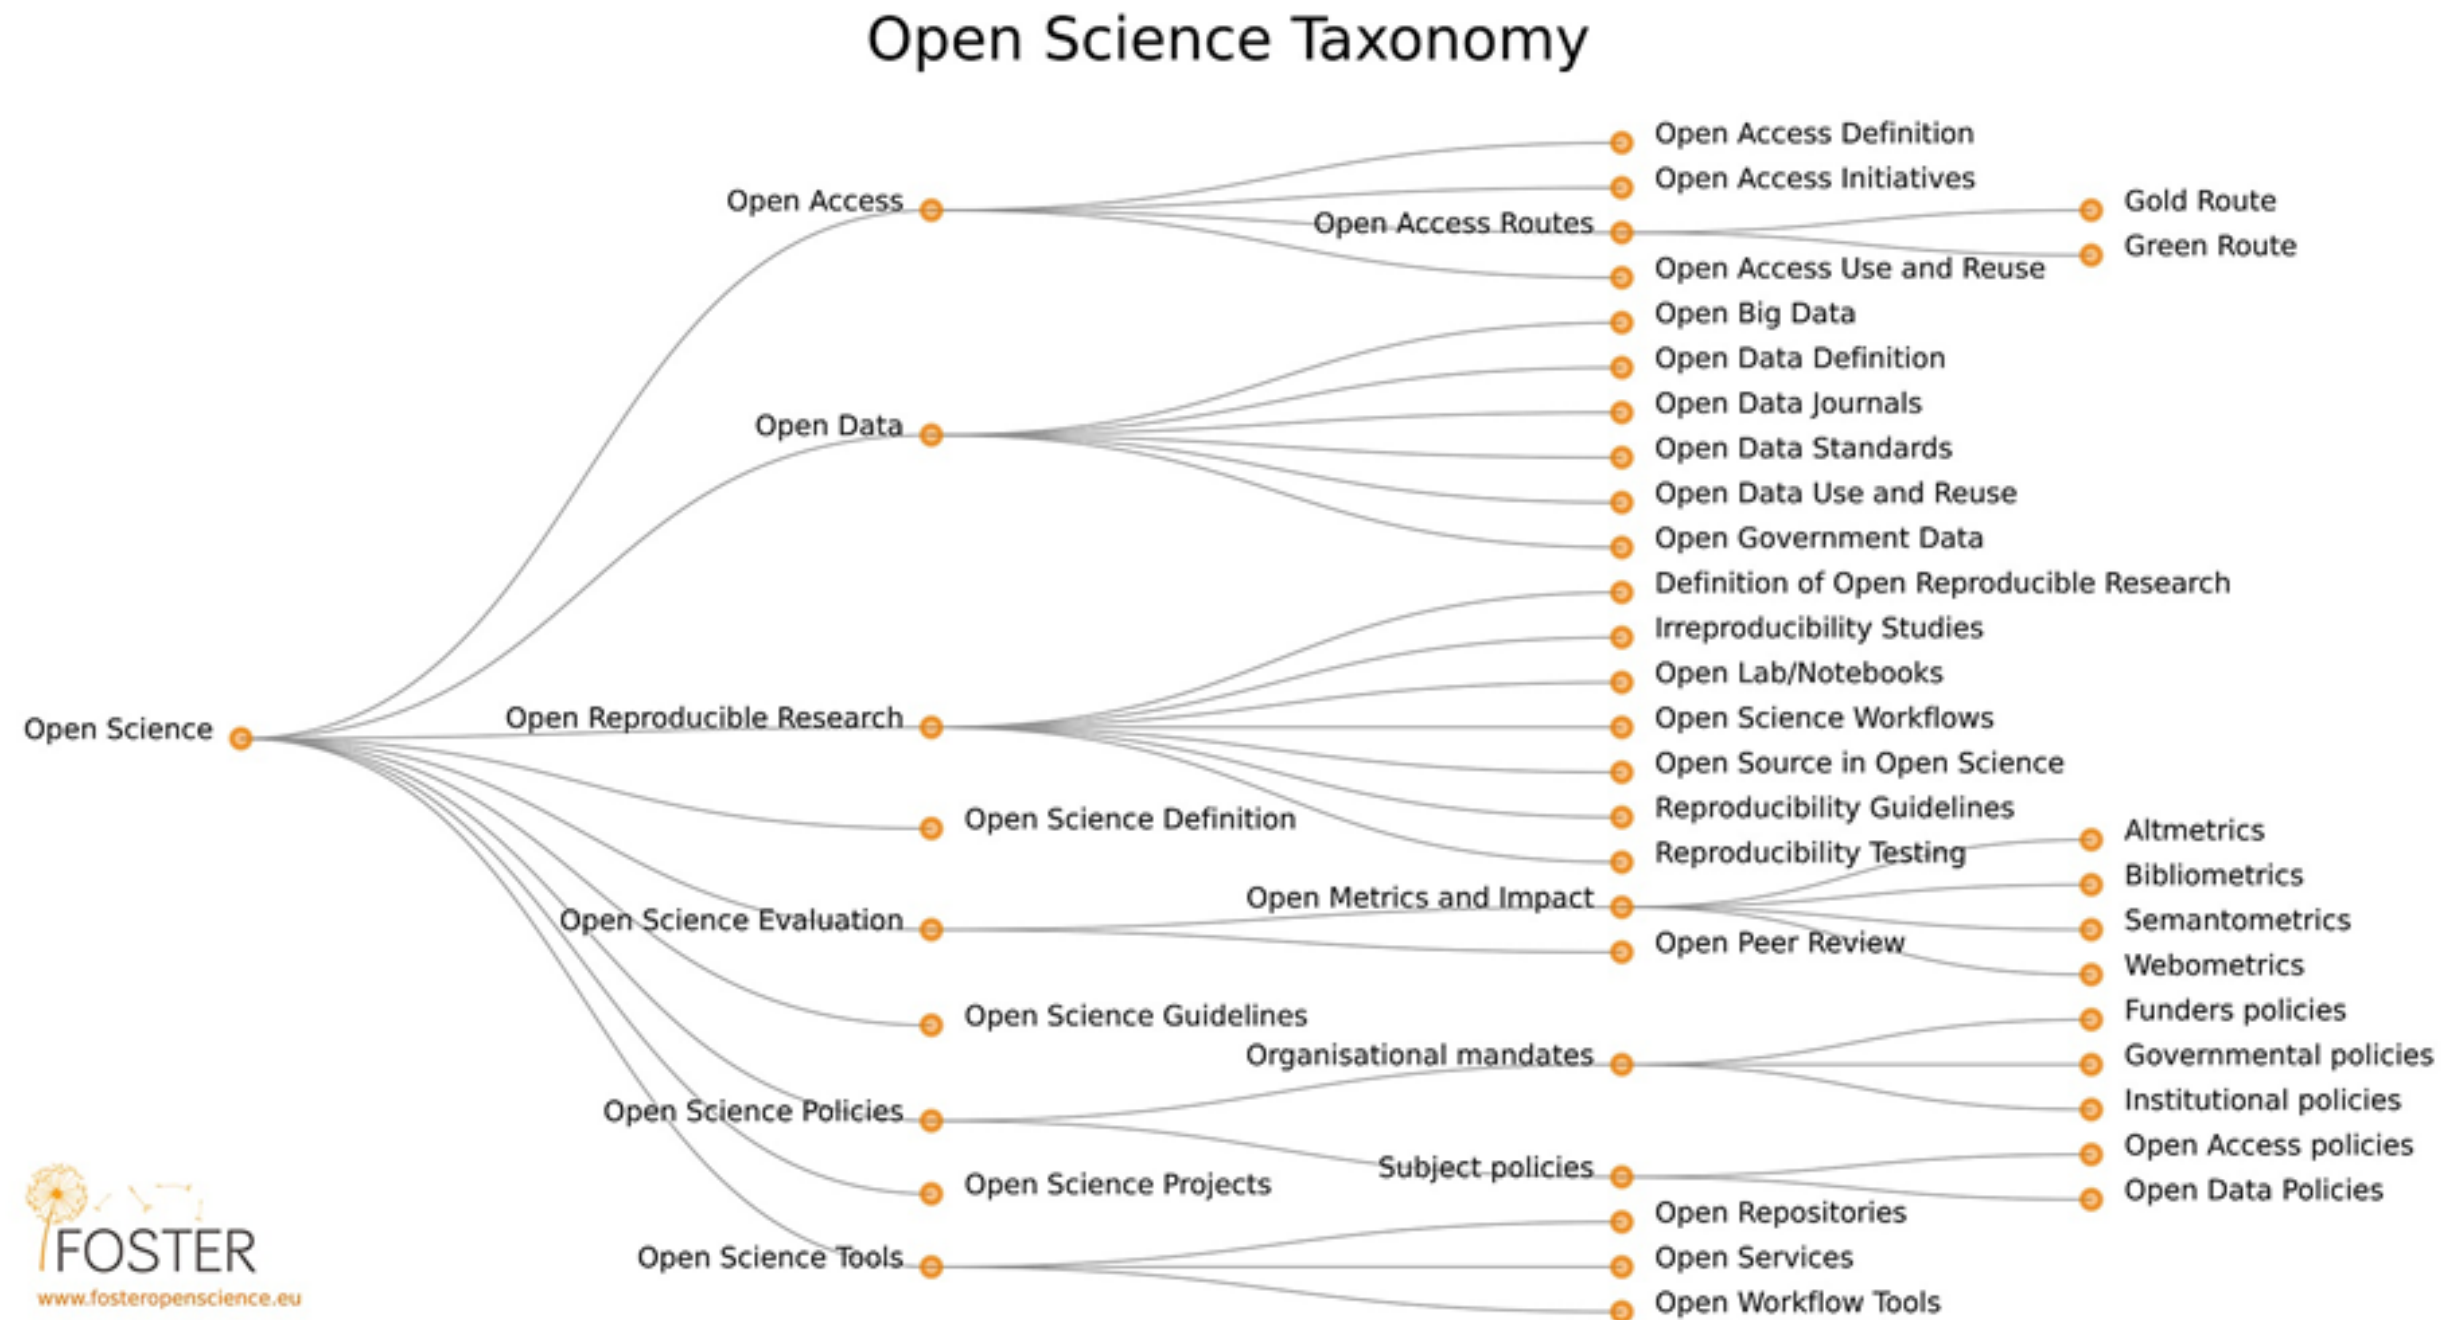 Open Science Taxonomy
Open Science
Open Access
Open Access Definition
Open Access Initiatives
Open Access Routes
Gold Route
Green Route
Open Access Use and Reuse
Open Data
Open Big Data
Open Data Definition
Open Data Journals
Open Data Standards
Open Data Use and Reuse
Open Government Data
Open Reproducible Research
Definition of Open Reproducible Research
Irreproducibility Studies
Open Lab/Notebooks
Open Science Workflows
Open Source in Open Science
Reproducibility Guidelines
Reproducibility Testing
Open Science Definition
Open Science Evaluation
Open Metrics and Impact
Altmetrics
Bibliometrics
Semantometrics
Webometrics
Open Peer Review
Open Science Guidelines
Open Science Policies
Organisational mandates
Funders policies
Governmental policies
Institutional policies
Subject policies
Open Access policies
Open Data Policies
Open Science Projects
Open Science Tools
Open Repositories
Open Services
Open Workflow Tools
FOSTER
www.fosteropenscience.eu